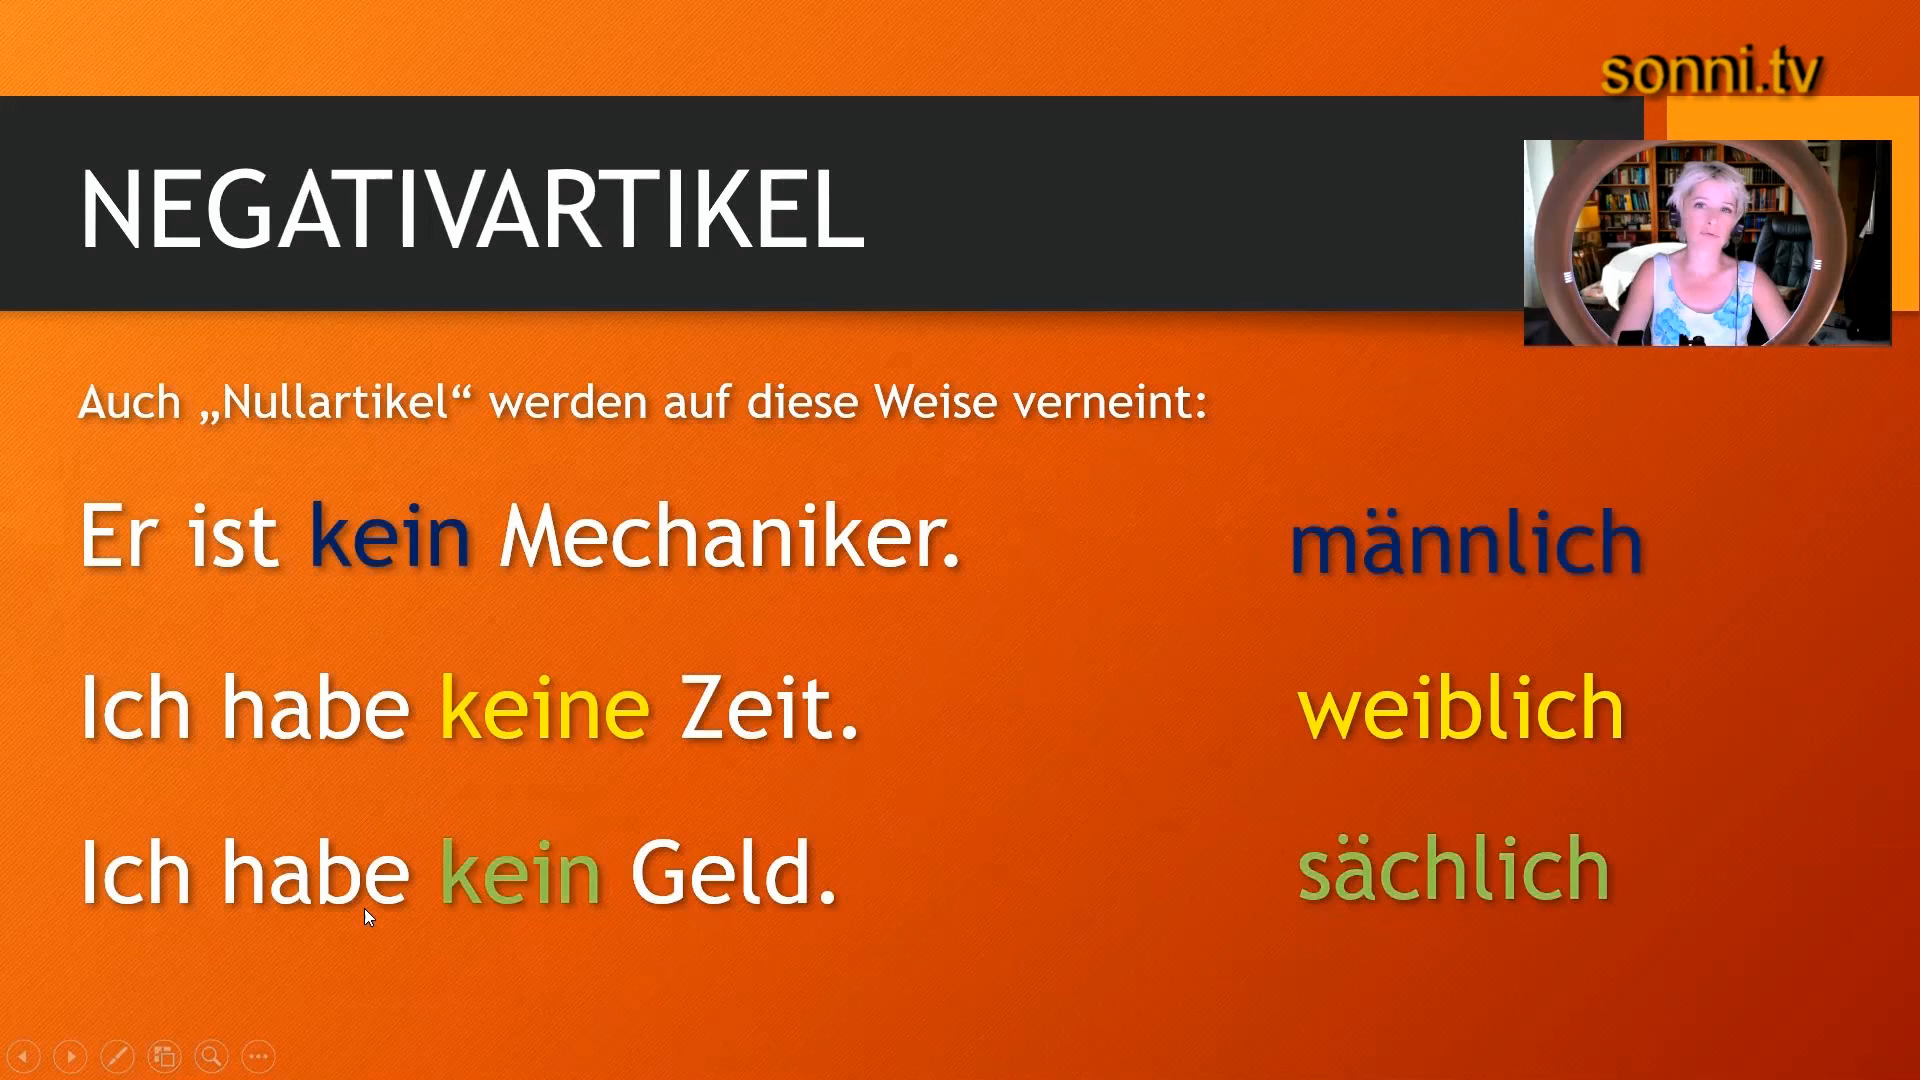 sonni.tv
NEGATIVARTIKEL
Auch „Nullartikel“ werden auf diese Weise verneint:
Er ist kein Mechaniker.
männlich
Ich habe keine Zeit.
weiblich
Ich habe kein Geld.
sächlich